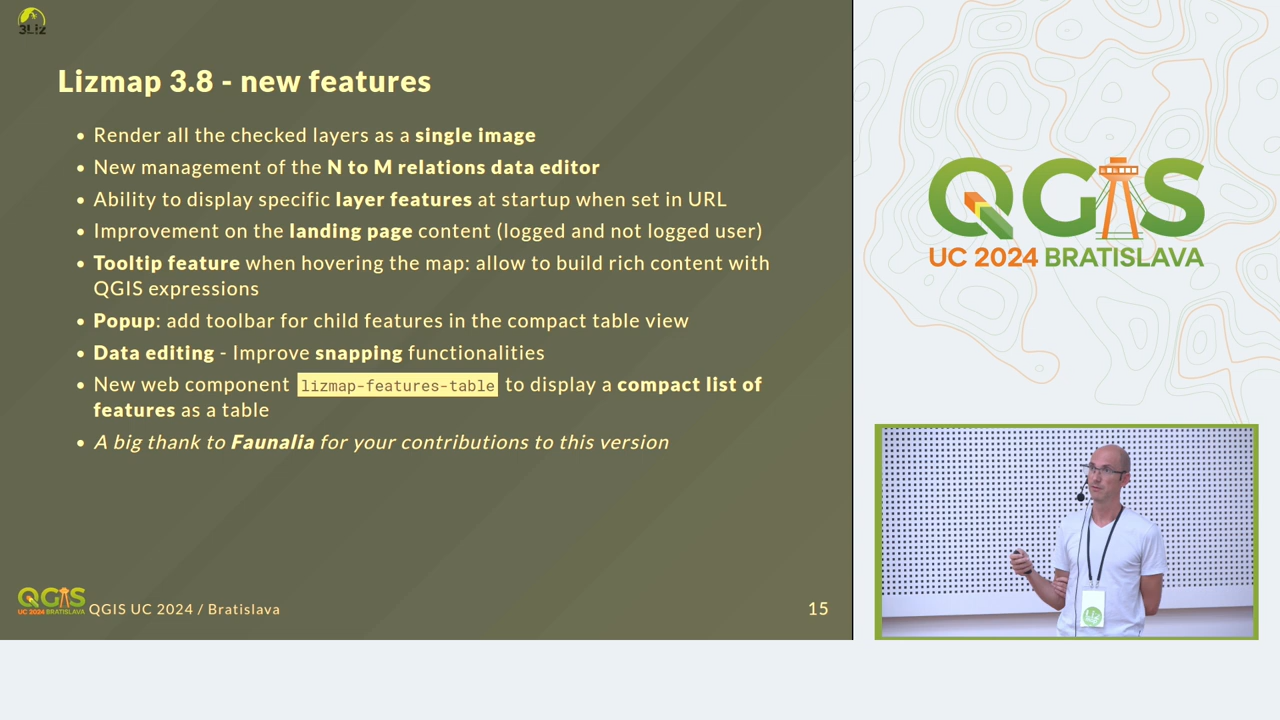 3Liz
Lizmap 3.8 - new features
• Render all the checked layers as a single image
• New management of the N to M relations data editor
• Ability to display specific layer features at startup when set in URL
• Improvement on the landing page content (logged and not logged user)
• Tooltip feature when hovering the map: allow to build rich content with
QGIS expressions
• Popup: add toolbar for child features in the compact table view
• Data editing - Improve snapping functionalities
• New web component lizmap-features-table to display a compact list of
features as a table
• A big thank to Faunalia for your contributions to this version
QGIS
UC 2024 BRATISLAVA
QGIS UC 2024 / Bratislava
15
QGIS
UC 2024 BRATISLAVA